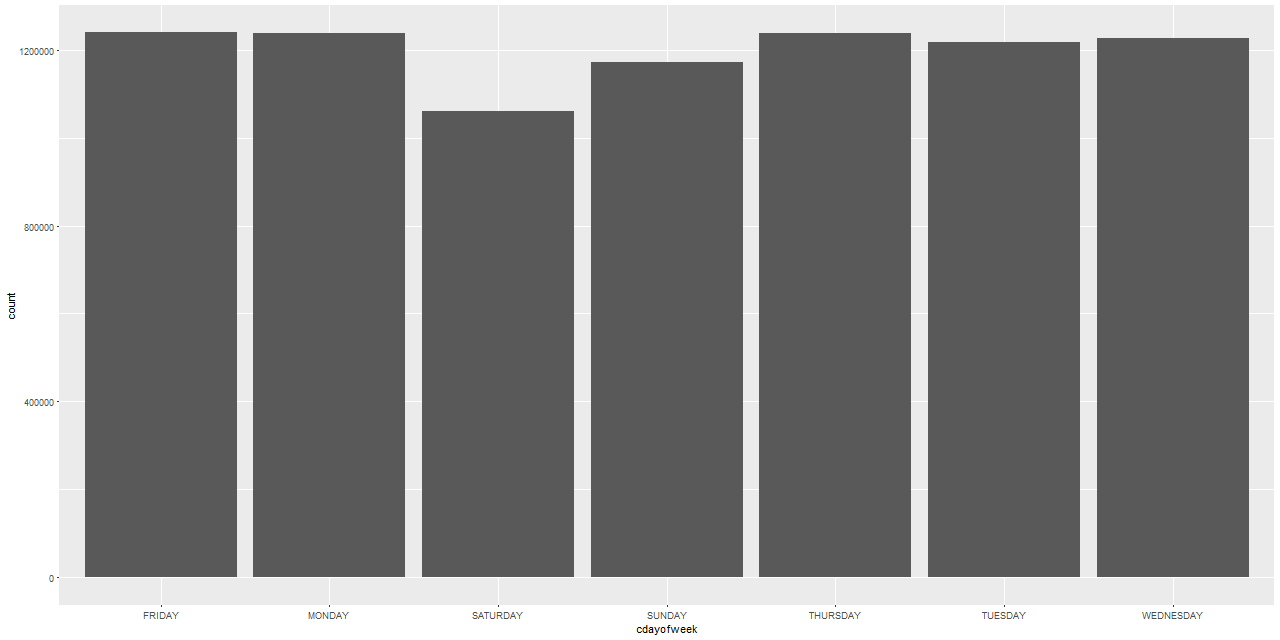 count
1200000
800000
400000
0
FRIDAY MONDAY SATURDAY SUNDAY THURSDAY TUESDAY WEDNESDAY
cdayofweek